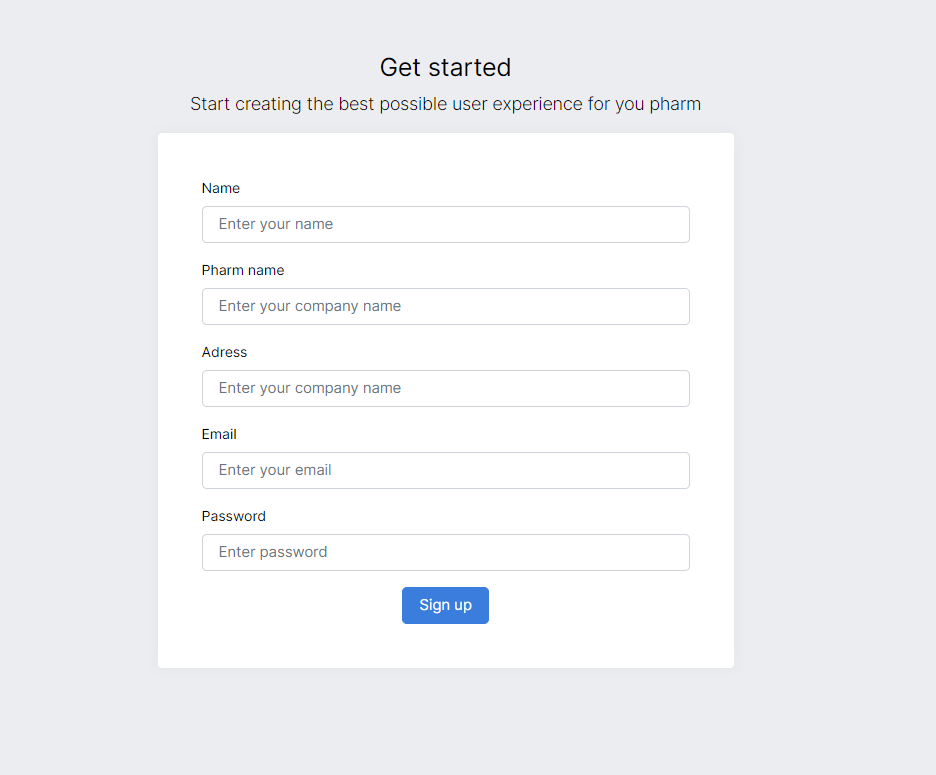 Get started
Start creating the best possible user experience for you pharm
Name
Enter your name
Pharm name
Enter your company name
Adress
Enter your company name
Email
Enter your email
Password
Enter password
Sign up